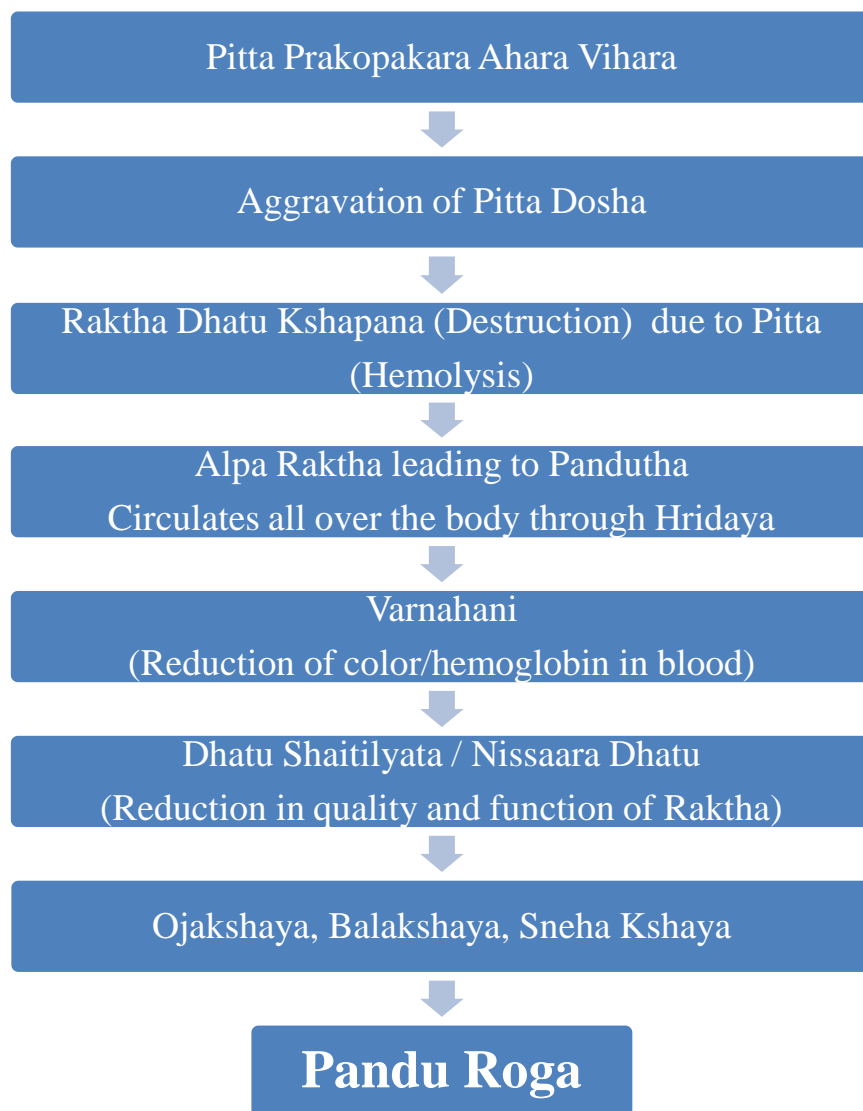 Pitta Prakopakara Ahara Vihara
Aggravation of Pitta Dosha
Raktha Dhatu Kshapana (Destruction) due to Pitta
(Hemolysis)
Alpa Raktha leading to Pandutha
Circulates all over the body through Hridaya
Varnahani
(Reduction of color/hemoglobin in blood)
Dhatu Shaitilyata / Nissaara Dhatu
(Reduction in quality and function of Raktha)
Ojakshaya, Balakshaya, Sneha Kshaya
Pandu Roga